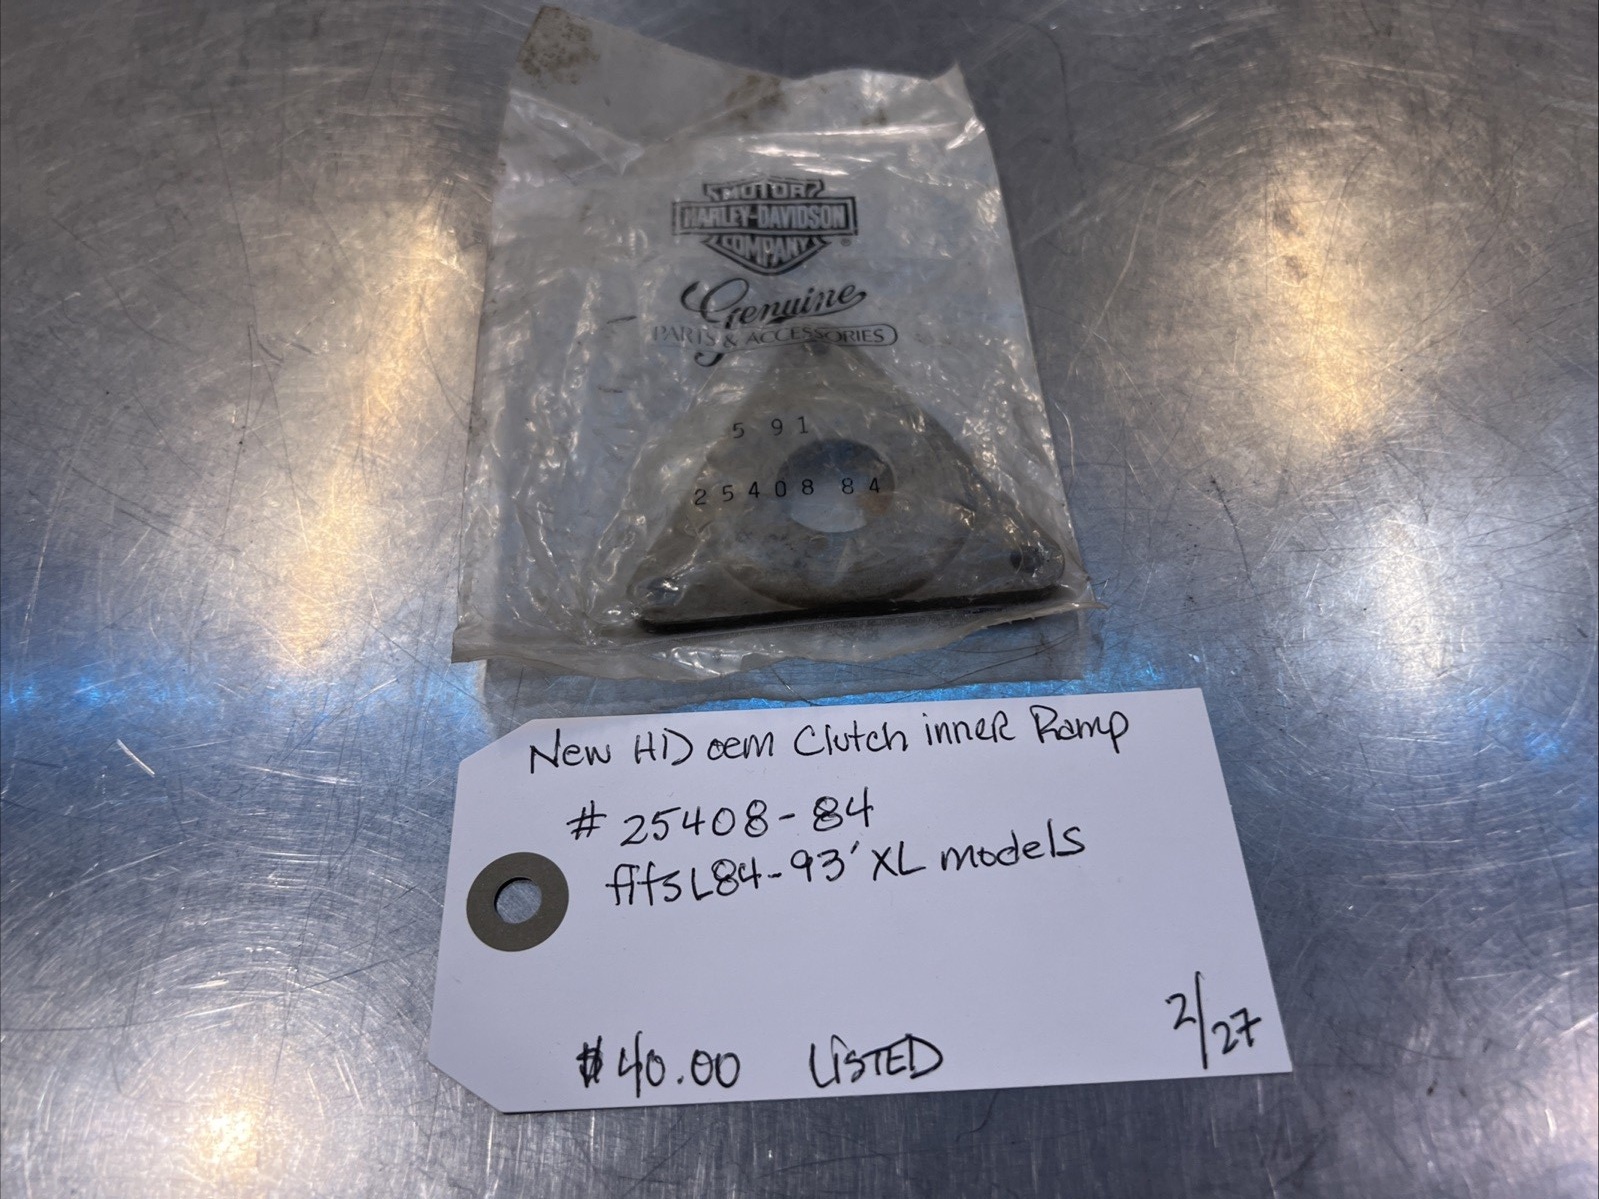 MOTOR
HARLEY-DAVIDSON
COMPANY
®
Genuine
PARTS & ACCESSORIES
5 91
25408 84
New HD oem Clutch inner Ramp
# 25408-84
fits L84-93' XL models
$40.00 LISTED 2/27